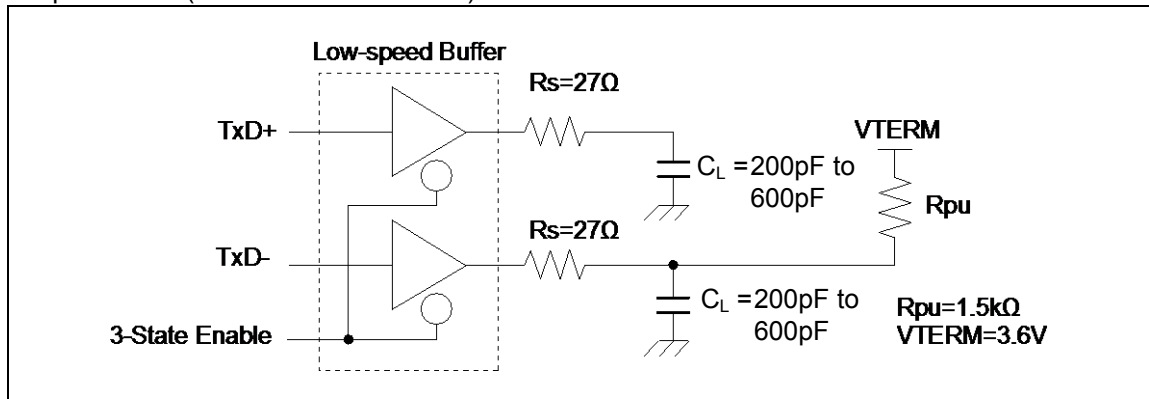 Low-speed Buffer
Rs=27Ω
TxD+
VTERM
C_L =200pF to
600pF
Rpu
Rs=27Ω
TxD-
C_L =200pF to
600pF
Rpu=1.5kΩ
VTERM=3.6V
3-State Enable